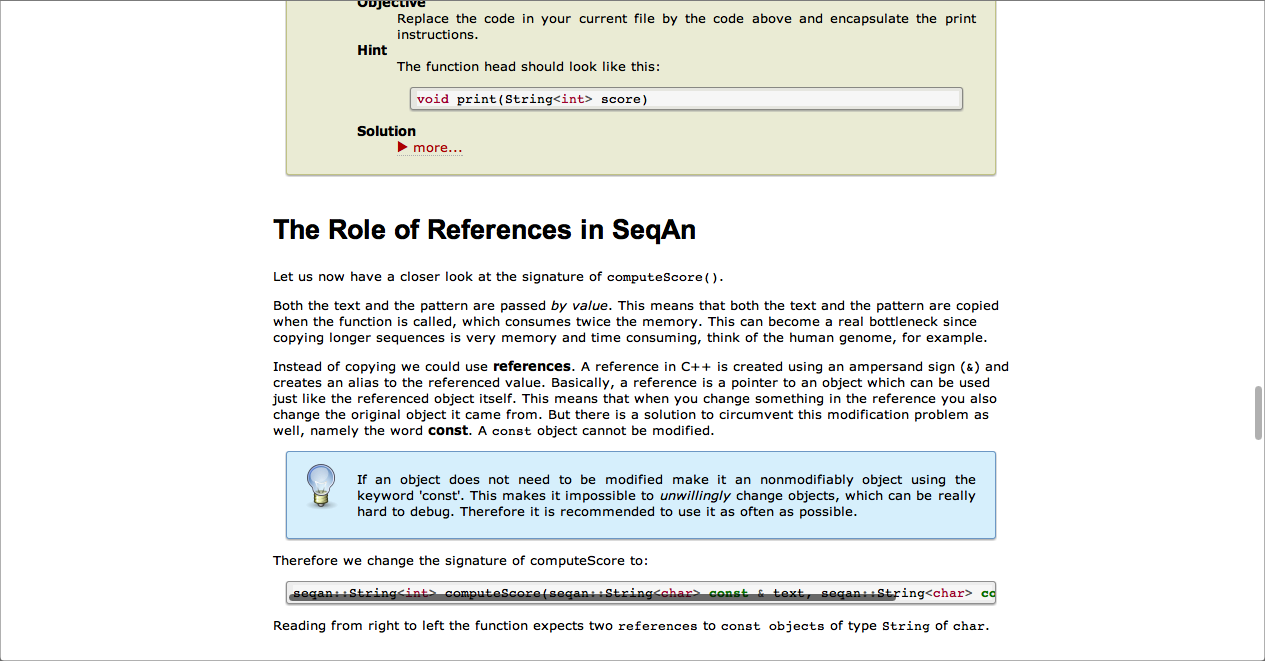 Objective
Replace the code in your current file by the code above and encapsulate the print
instructions.
Hint
The function head should look like this:
void print(String<int> score)
Solution
more...
The Role of References in SeqAn
Let us now have a closer look at the signature of computeScore().
Both the text and the pattern are passed by value. This means that both the text and the pattern are copied
when the function is called, which consumes twice the memory. This can become a real bottleneck since
copying longer sequences is very memory and time consuming, think of the human genome, for example.
Instead of copying we could use references. A reference in C++ is created using an ampersand sign (&) and
creates an alias to the referenced value. Basically, a reference is a pointer to an object which can be used
just like the referenced object itself. This means that when you change something in the reference you also
change the original object it came from. But there is a solution to circumvent this modification problem as
well, namely the word const. A const object cannot be modified.
If an object does not need to be modified make it an nonmodifiably object using the
keyword 'const'. This makes it impossible to unwillingly change objects, which can be really
hard to debug. Therefore it is recommended to use it as often as possible.
Therefore we change the signature of computeScore to:
seqan::String<int> computeScore(seqan::String<char> const & text, seqan::String<char> co
Reading from right to left the function expects two references to const objects of type String of char.